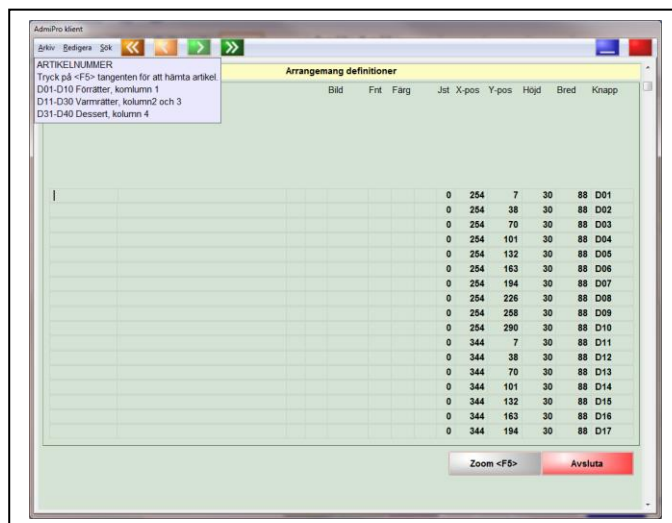 AdmiPro klient
Arkiv Redigera Sök
ARTIKELNUMMER
Tryck på <F5> tangenten för att hämta artikel.
D01-D10 Förrätter, komlumn 1
D11-D30 Varmrätter, kolumn2 och 3
D31-D40 Dessert, kolumn 4
Arrangemang definitioner
Bild Fnt Färg Jst X-pos Y-pos Höjd Bred Knapp
0 254 7 30 88 D01
0 254 38 30 88 D02
0 254 70 30 88 D03
0 254 101 30 88 D04
0 254 132 30 88 D05
0 254 163 30 88 D06
0 254 194 30 88 D07
0 254 226 30 88 D08
0 254 258 30 88 D09
0 254 290 30 88 D10
0 344 7 30 88 D11
0 344 38 30 88 D12
0 344 70 30 88 D13
0 344 101 30 88 D14
0 344 132 30 88 D15
0 344 163 30 88 D16
0 344 194 30 88 D17
Zoom <F5> Avsluta